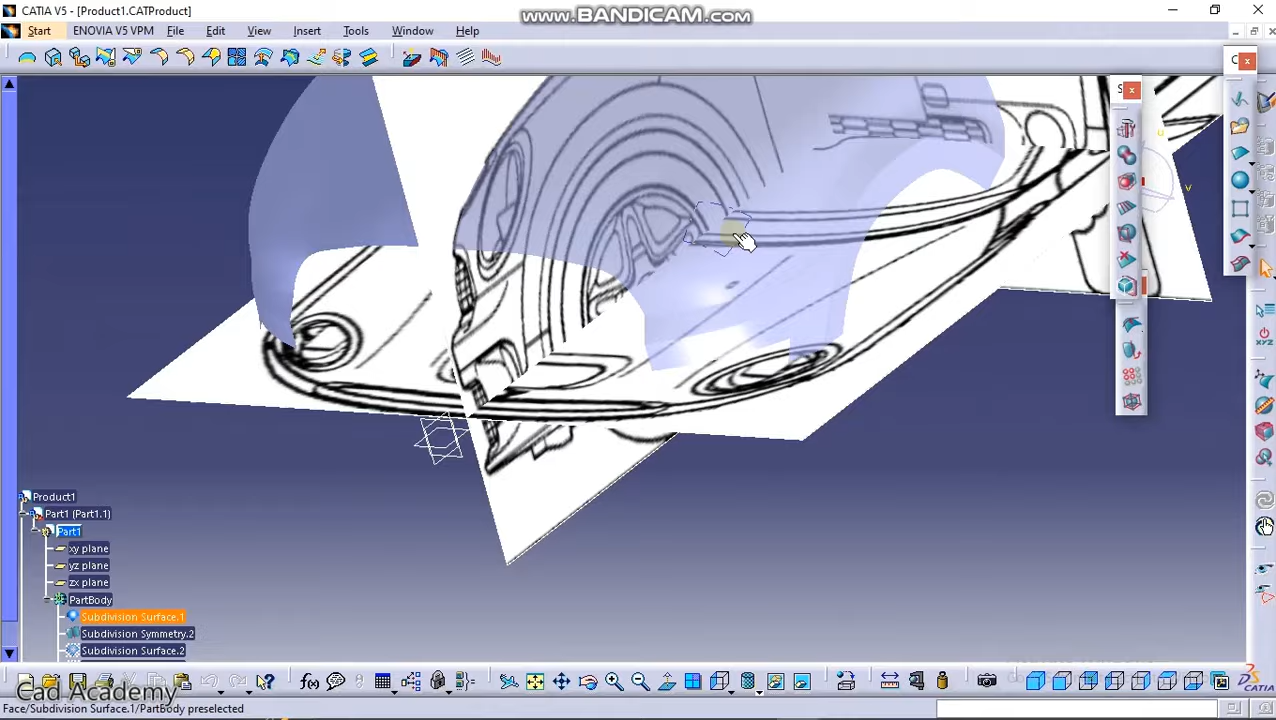 CATIA V5 - [Product1.CATProduct]
www.BANDICAM.com
Start ENOVIA V5 VPM File Edit View Insert Tools Window Help
Product1
Part1 (Part1.1)
Part1
xy plane
yz plane
zx plane
PartBody
Subdivision Surface.1
Subdivision Symmetry.2
Subdivision Surface.2
Cad Academy
Face/Subdivision Surface.1/PartBody preselected